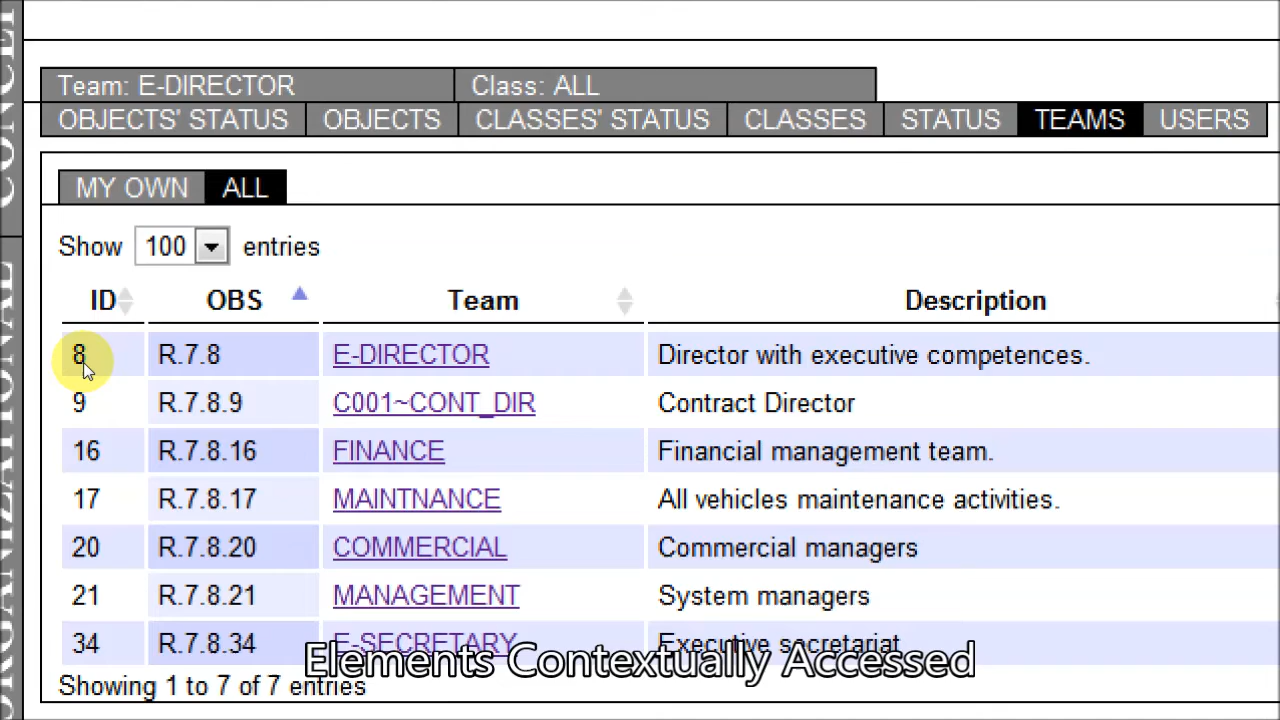 Team: E-DIRECTOR Class: ALL
OBJECTS' STATUS OBJECTS CLASSES' STATUS CLASSES STATUS TEAMS USERS
MY OWN ALL
Show 100 entries
ID OBS Team Description
8 R.7.8 E-DIRECTOR Director with executive competences.
9 R.7.8.9 C001~CONT_DIR Contract Director
16 R.7.8.16 FINANCE Financial management team.
17 R.7.8.17 MAINTNANCE All vehicles maintenance activities.
20 R.7.8.20 COMMERCIAL Commercial managers
21 R.7.8.21 MANAGEMENT System managers
34 R.7.8.34 E-SECRETARY Executive secretariat
Elements Contextually Accessed
Showing 1 to 7 of 7 entries
ORGANIZATIONAL